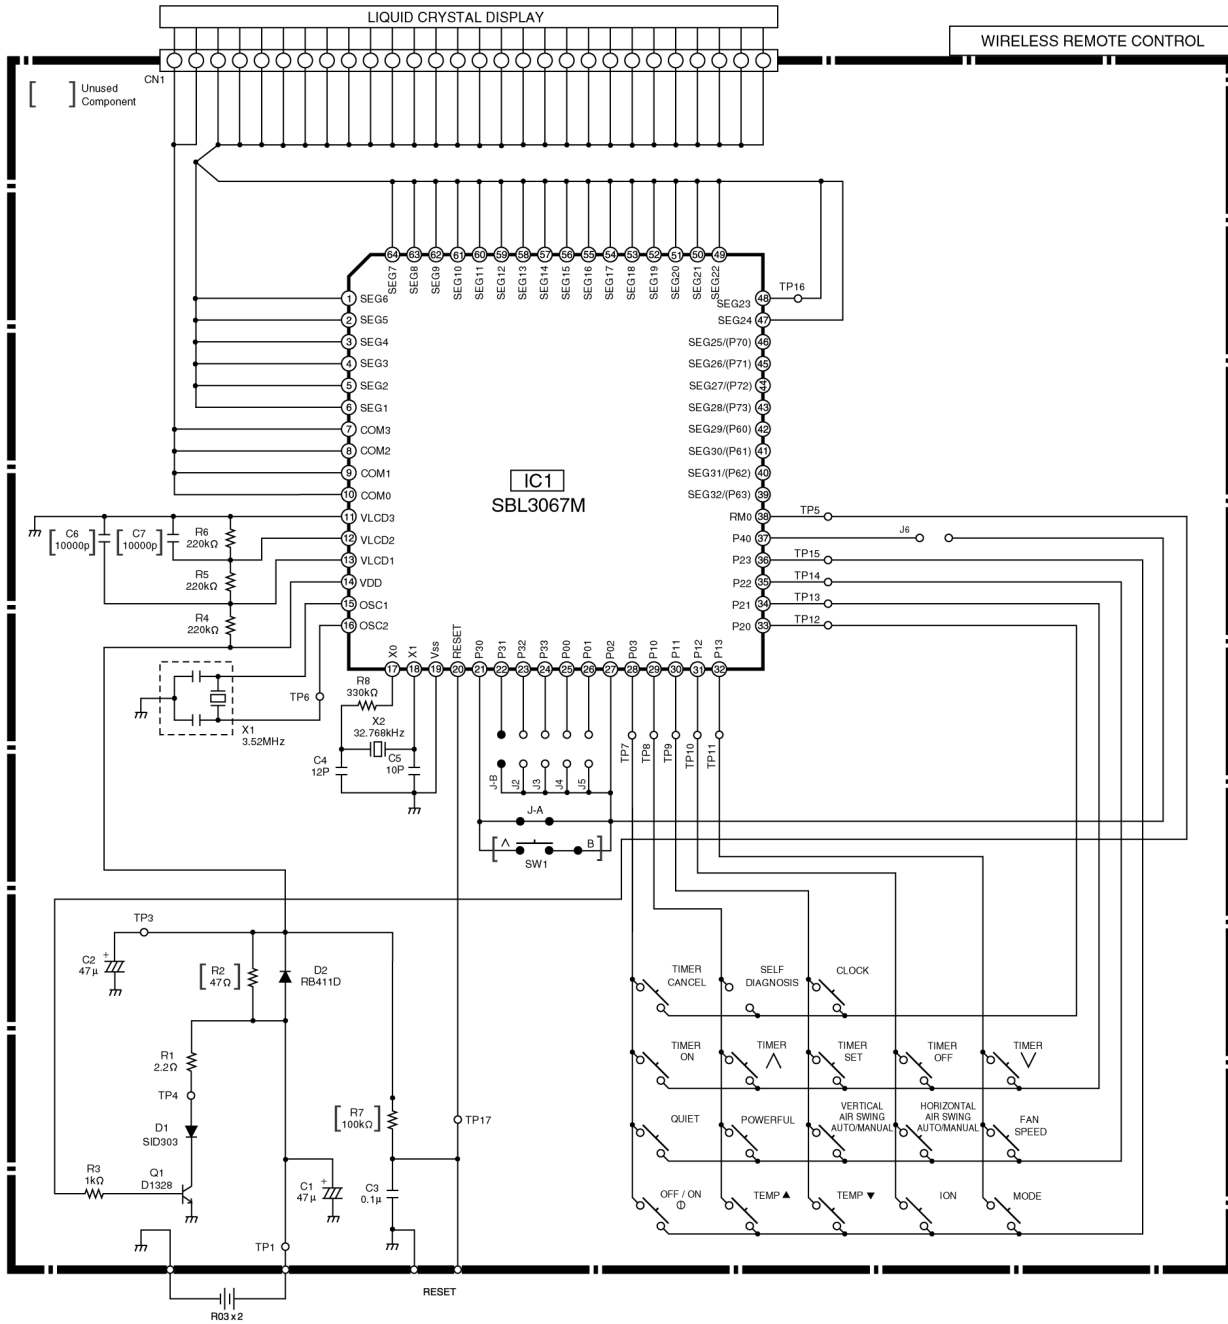 LIQUID CRYSTAL DISPLAY
WIRELESS REMOTE CONTROL
CN1
Unused
Component
64 63 62 61 60 59 58 57 56 55 54 53 52 51 50 49
SEG7 SEG8 SEG9 SEG10 SEG11 SEG12 SEG13 SEG14 SEG15 SEG16 SEG17 SEG18 SEG19 SEG20 SEG21 SEG22
1 SEG6
2 SEG5
3 SEG4
4 SEG3
5 SEG2
6 SEG1
7 COM3
8 COM2
9 COM1
10 COM0
11 VLCD3
12 VLCD2
13 VLCD1
14 VDD
15 OSC1
16 OSC2
IC1
SBL3067M
SEG23 48 TP16
SEG24 47
SEG25/(P70) 46
SEG26/(P71) 45
SEG27/(P72) 44
SEG28/(P73) 43
SEG29/(P60) 42
SEG30/(P61) 41
SEG31/(P62) 40
SEG32/(P63) 39
RM0 38 TP5
P40 37 J6
P23 36 TP15
P22 35 TP14
P21 34 TP13
P20 33 TP12
C6
10000p
C7
10000p
R6
220kΩ
R5
220kΩ
R4
220kΩ
X0 X1 Vss RESET P30 P31 P32 P33 P00 P01 P02 P03 P10 P11 P12 P13
17 18 19 20 21 22 23 24 25 26 27 28 29 30 31 32
X1
3.52MHz
TP6
R8
330kΩ
X2
32.768kHz
C4
12P
C5
10P
J-B J2 J3 J4 J5
TP7 TP8 TP9 TP10 TP11
J-A
A B
SW1
TP3
C2
47μ
R2
47Ω
D2
RB411D
R1
2.2Ω
TP4
D1
SID303
R3
1kΩ
Q1
D1328
C1
47μ
R7
100kΩ
C3
0.1μ
TP17
TP1
R03x2
RESET
TIMER
CANCEL
SELF
DIAGNOSIS
CLOCK
TIMER
ON
TIMER
TIMER
SET
TIMER
OFF
TIMER
QUIET
POWERFUL
VERTICAL
AIR SWING
AUTO/MANUAL
HORIZONTAL
AIR SWING
AUTO/MANUAL
FAN
SPEED
OFF / ON
TEMP ▲
TEMP ▼
ION
MODE